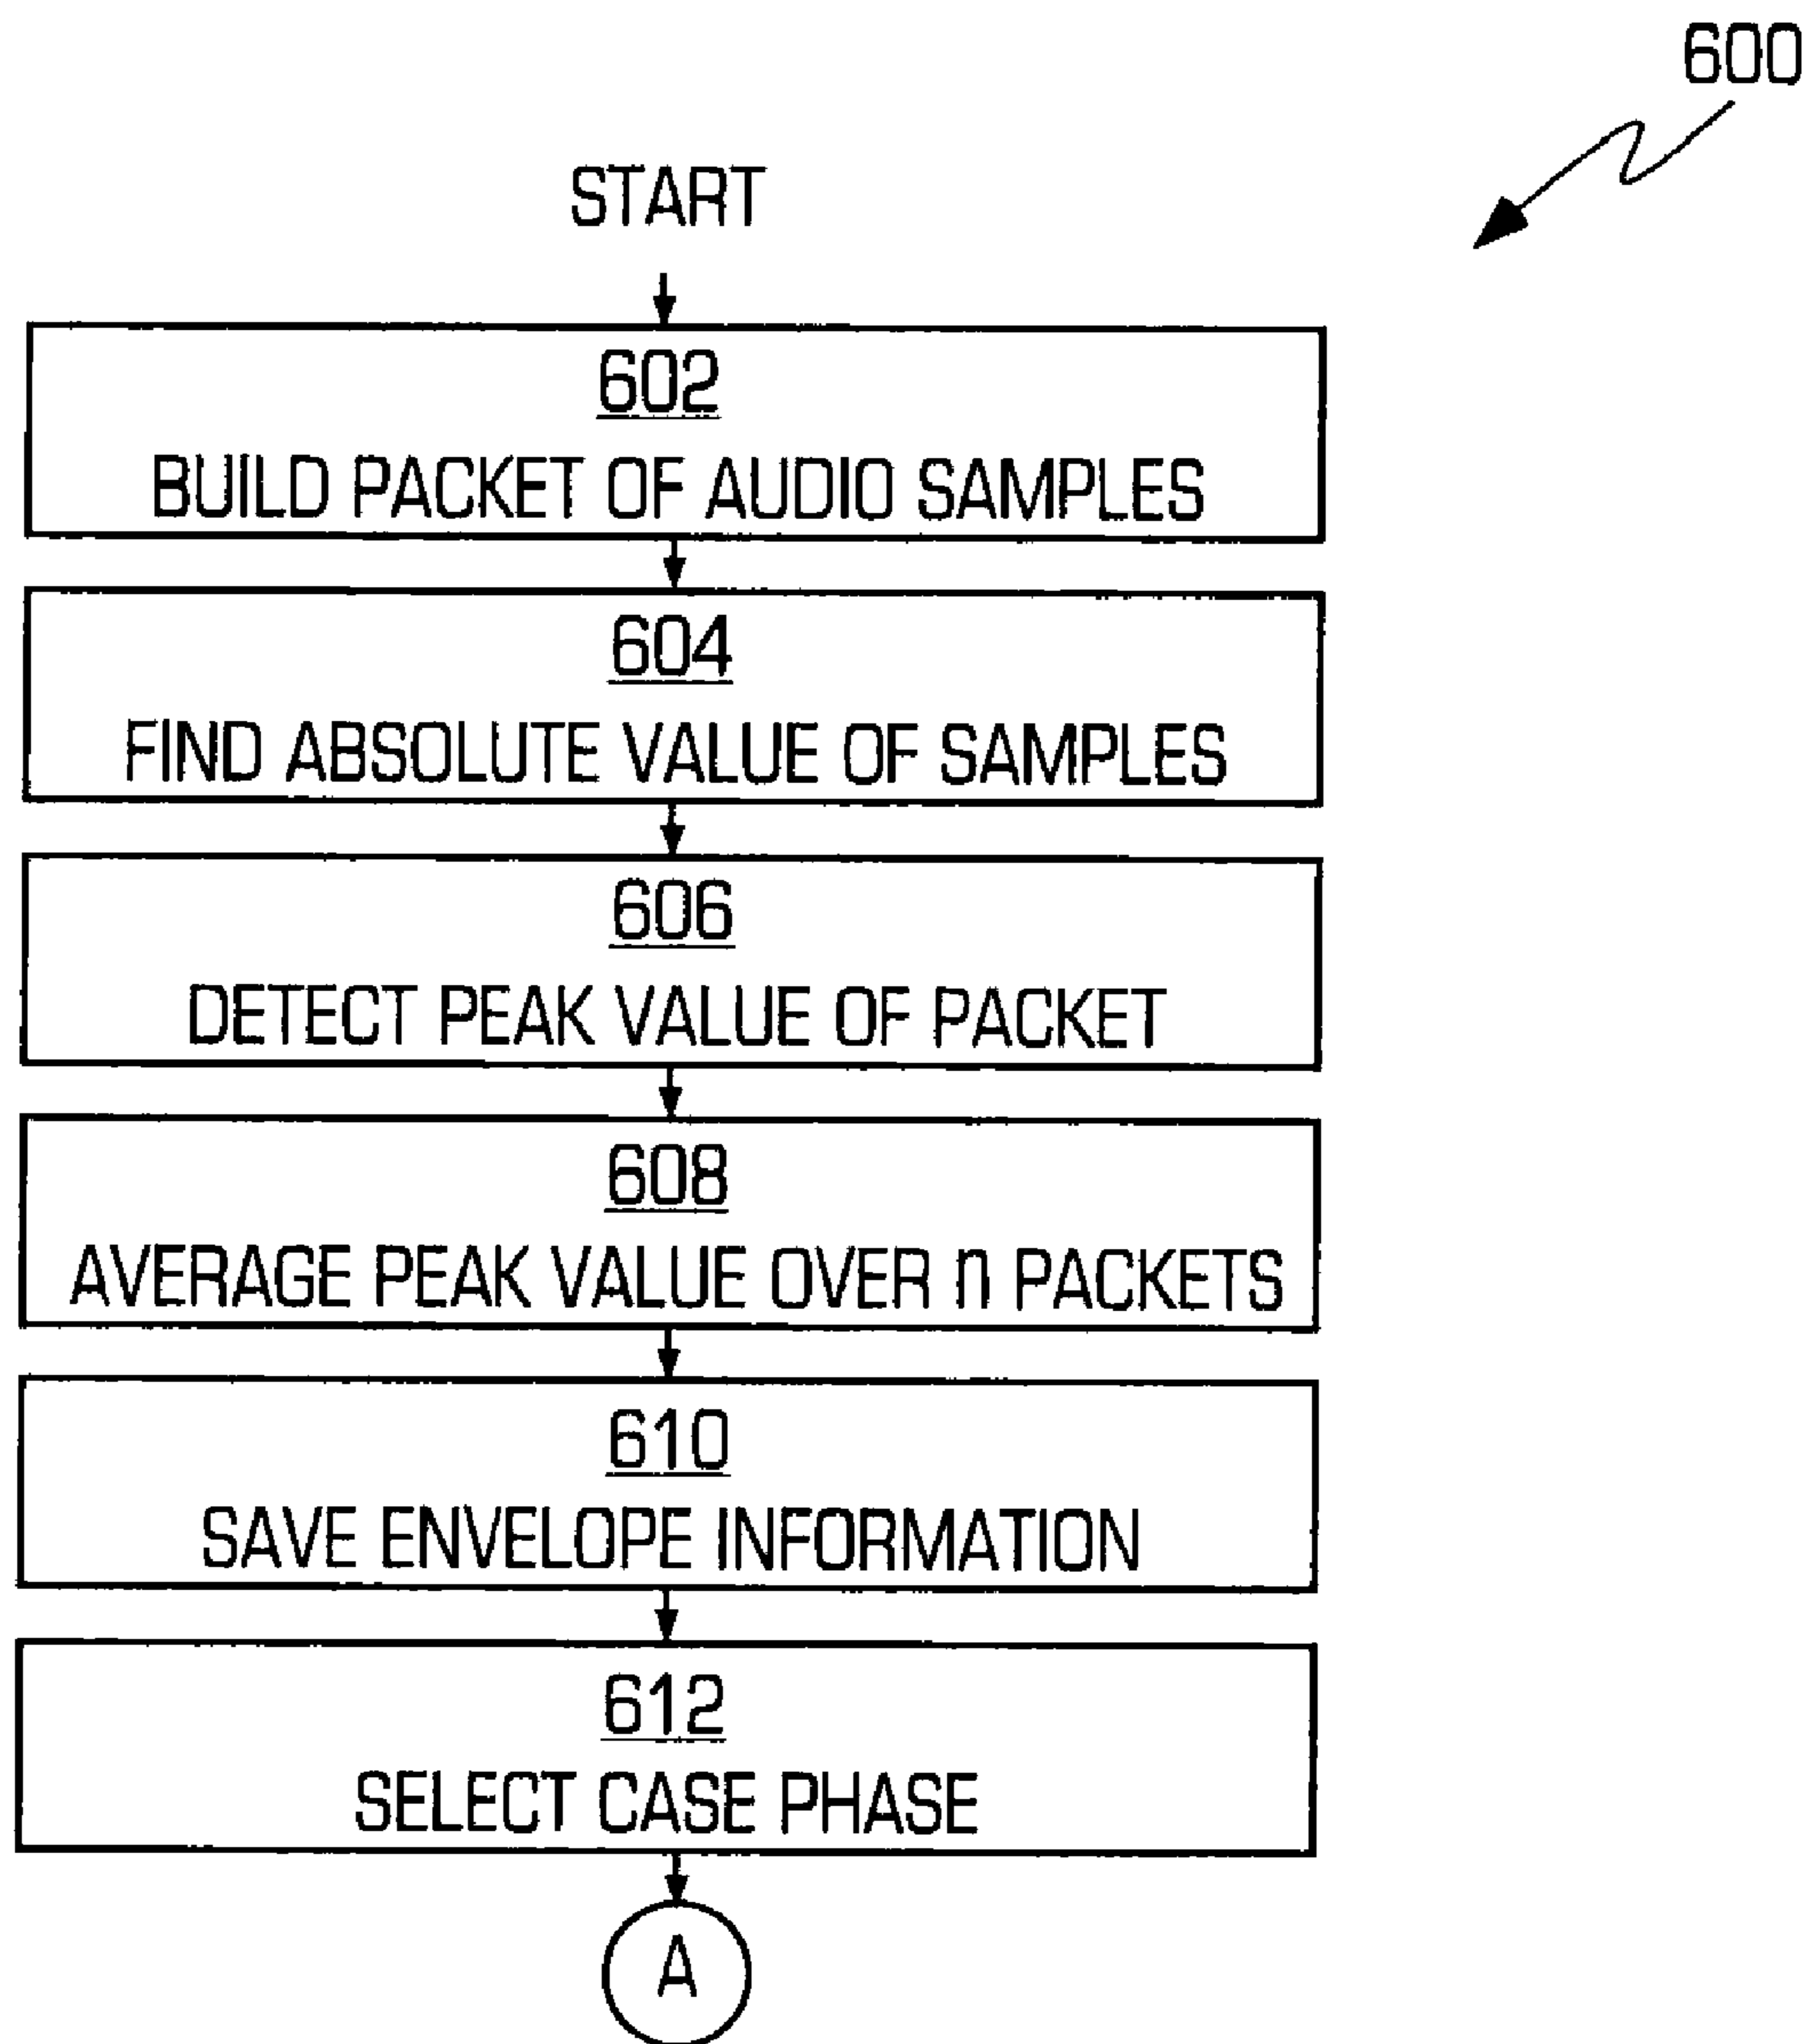 600
START
602
BUILD PACKET OF AUDIO SAMPLES
604
FIND ABSOLUTE VALUE OF SAMPLES
606
DETECT PEAK VALUE OF PACKET
608
AVERAGE PEAK VALUE OVER n PACKETS
610
SAVE ENVELOPE INFORMATION
612
SELECT CASE PHASE
A